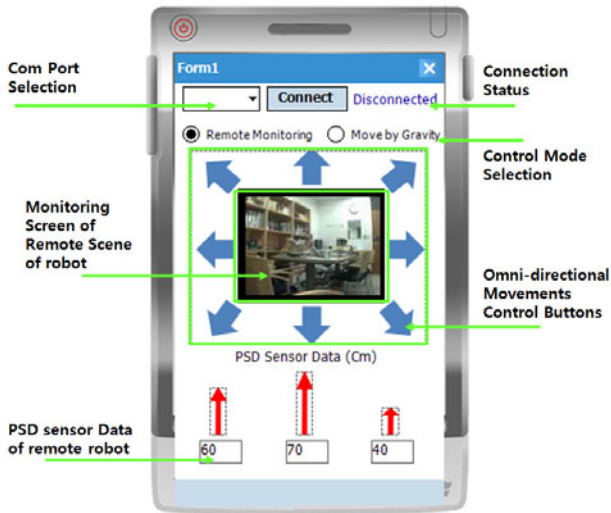 Com Port
Selection
Form1
Connect
Disconnected
Connection
Status
Remote Monitoring
Move by Gravity
Control Mode
Selection
Monitoring
Screen of
Remote Scene
of robot
Omni-directional
Movements
Control Buttons
PSD Sensor Data (Cm)
PSD sensor Data
of remote robot
60
70
40